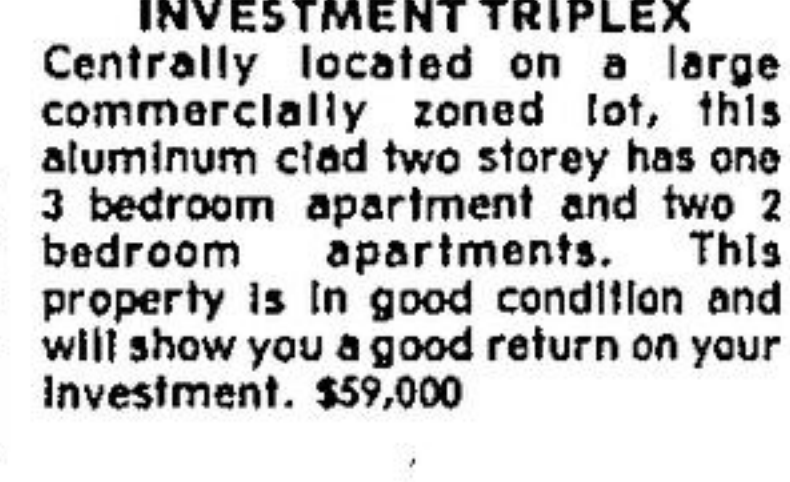 INVESTMENT TRIPLEX
Centrally located on a large
commercially zoned lot, this
aluminum clad two storey has one
3 bedroom apartment and two 2
bedroom apartments. This
property is in good condition and
will show you a good return on your
investment. $59,000